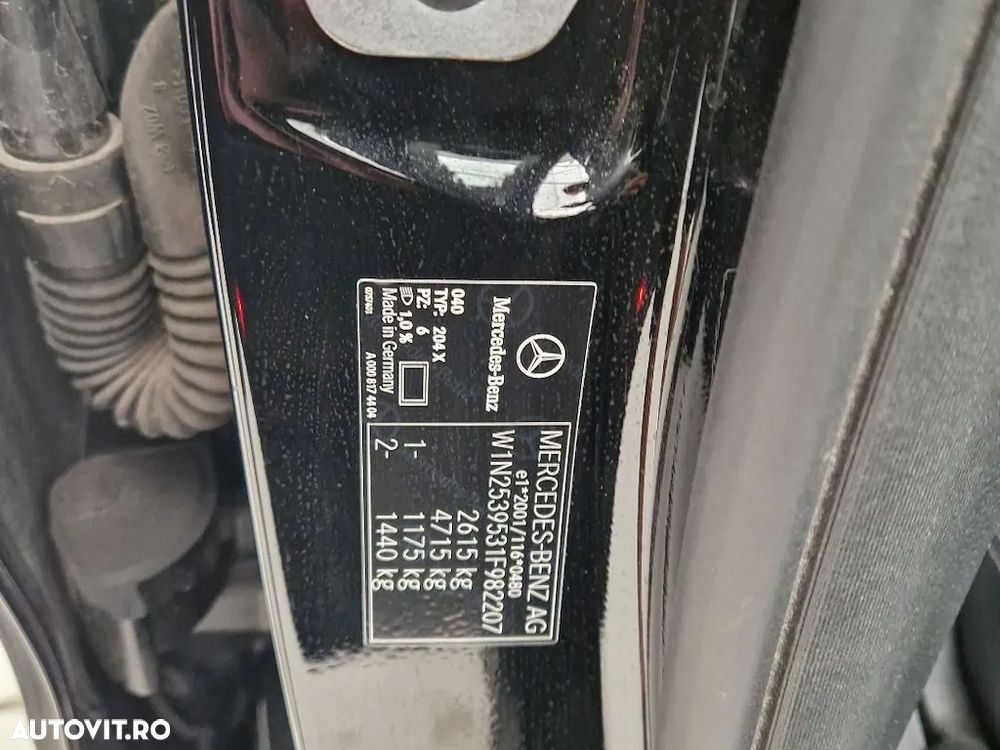 MERCEDES-BENZ AG
e1*2001/116*0480
W1N2539531F982207
2615 kg
4715 kg
1- 1175 kg
2- 1440 kg
Mercedes-Benz
040
TYP: 204 X
PZ: 6
1,0 %
Made in Germany
A 000 817 44 04
AUTOVIT.RO